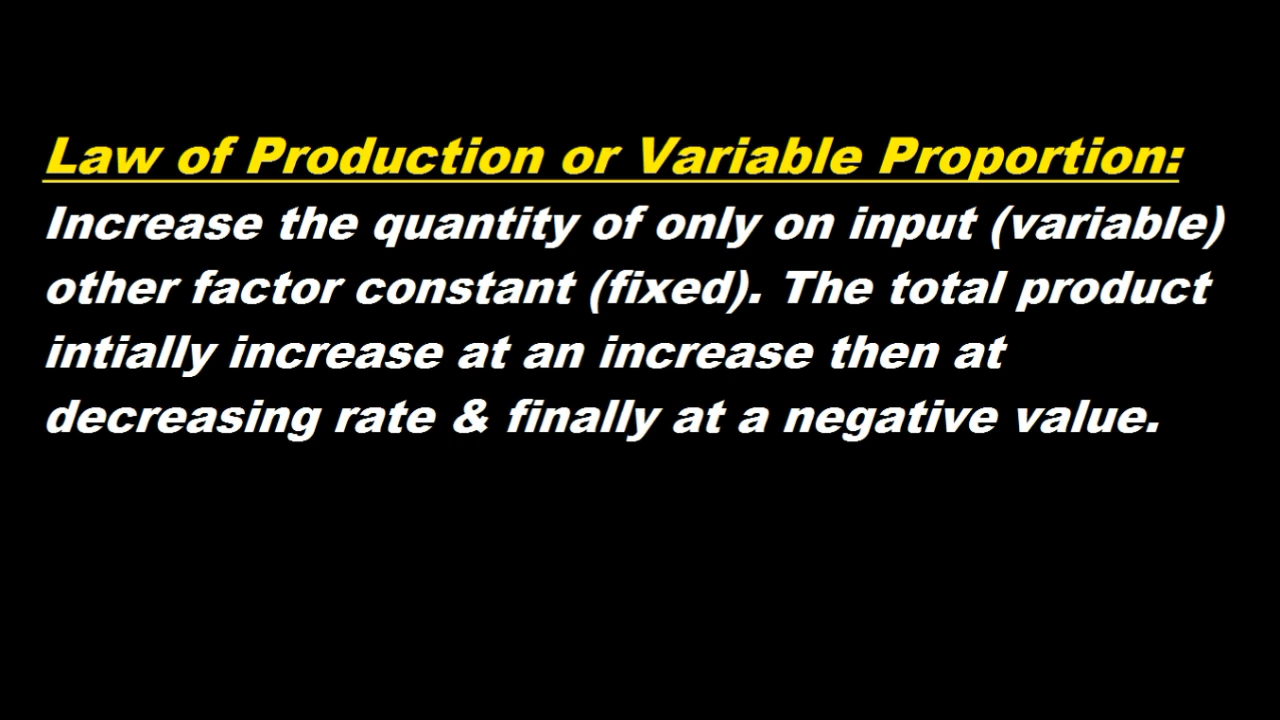 Law of Production or Variable Proportion:
Increase the quantity of only on input (variable)
other factor constant (fixed). The total product
intially increase at an increase then at
decreasing rate & finally at a negative value.